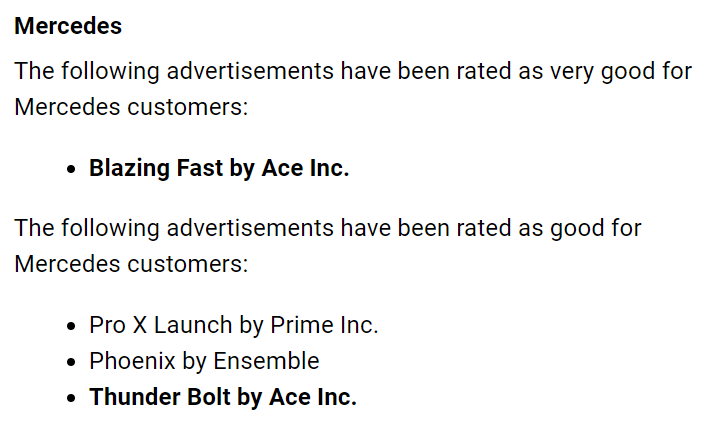 Mercedes
The following advertisements have been rated as very good for
Mercedes customers:
• Blazing Fast by Ace Inc.
The following advertisements have been rated as good for
Mercedes customers:
• Pro X Launch by Prime Inc.
• Phoenix by Ensemble
• Thunder Bolt by Ace Inc.